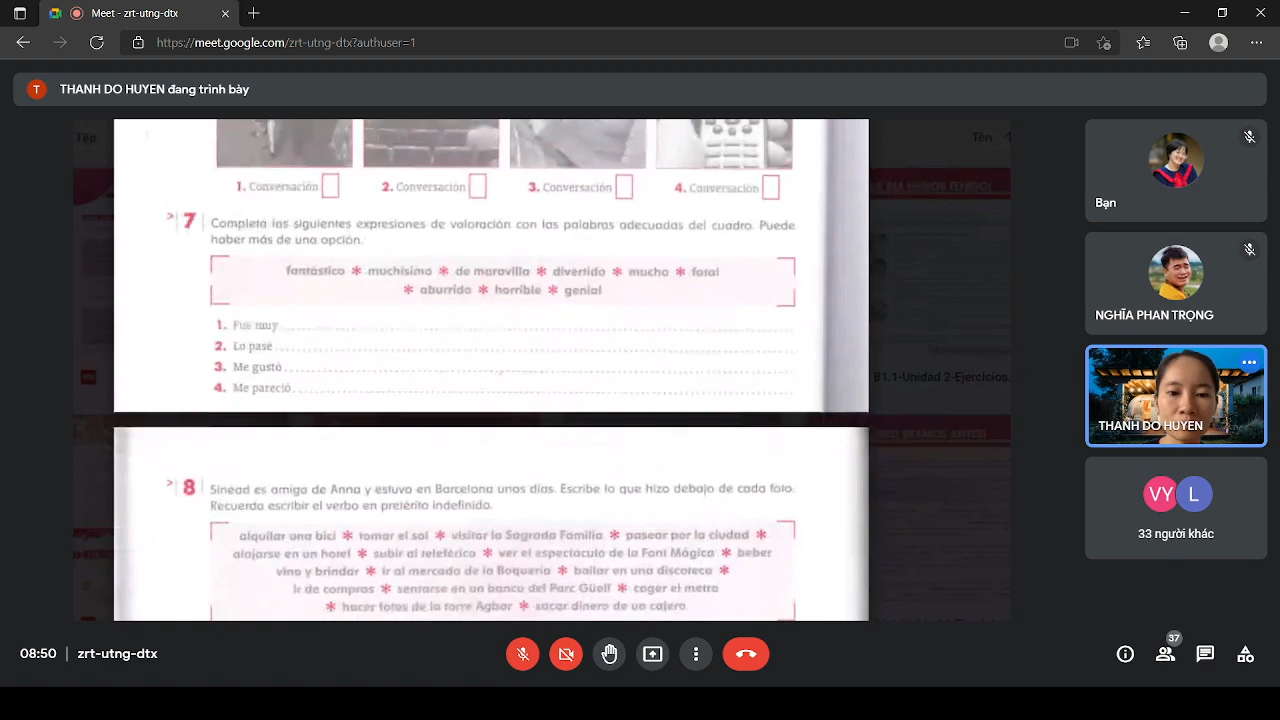 Meet - zrt-utng-dtx
https://meet.google.com/zrt-utng-dtx?authuser=1
T THANH DO HUYEN đang trình bày
Tệp
Tên
1. Conversación
2. Conversación
3. Conversación
4. Conversación
> 7 Completa las siguientes expresiones de valoración con las palabras adecuadas del cuadro. Puede
haber más de una opción.
fantástico * muchísimo * de maravilla * divertido * mucho * fatal
* aburrido * horrible * genial
1. Fue muy
2. Lo pasé
3. Me gustó
4. Me pareció
B1.1-Unidad 2-Ejercicios.
> 8 Sinead es amiga de Anna y estuvo en Barcelona unos días. Escribe lo que hizo debajo de cada foto.
Recuerda escribir el verbo en pretérito indefinido.
alquilar una bici * tomar el sol * visitar la Sagrada Familia * pasear por la ciudad *
alojarse en un hotel * subir al teleférico * ver el espectáculo de la Font Mágica * beber
vino y brindar * ir al mercado de la Boquería * bailar en una discoteca *
ir de compras * sentarse en un banco del Parc Güell * coger el metro
* hacer fotos de la torre Agbar * sacar dinero de un cajero
Bạn
NGHĨA PHAN TRỌNG
THANH DO HUYEN
VY L
33 người khác
08:50 | zrt-utng-dtx
37